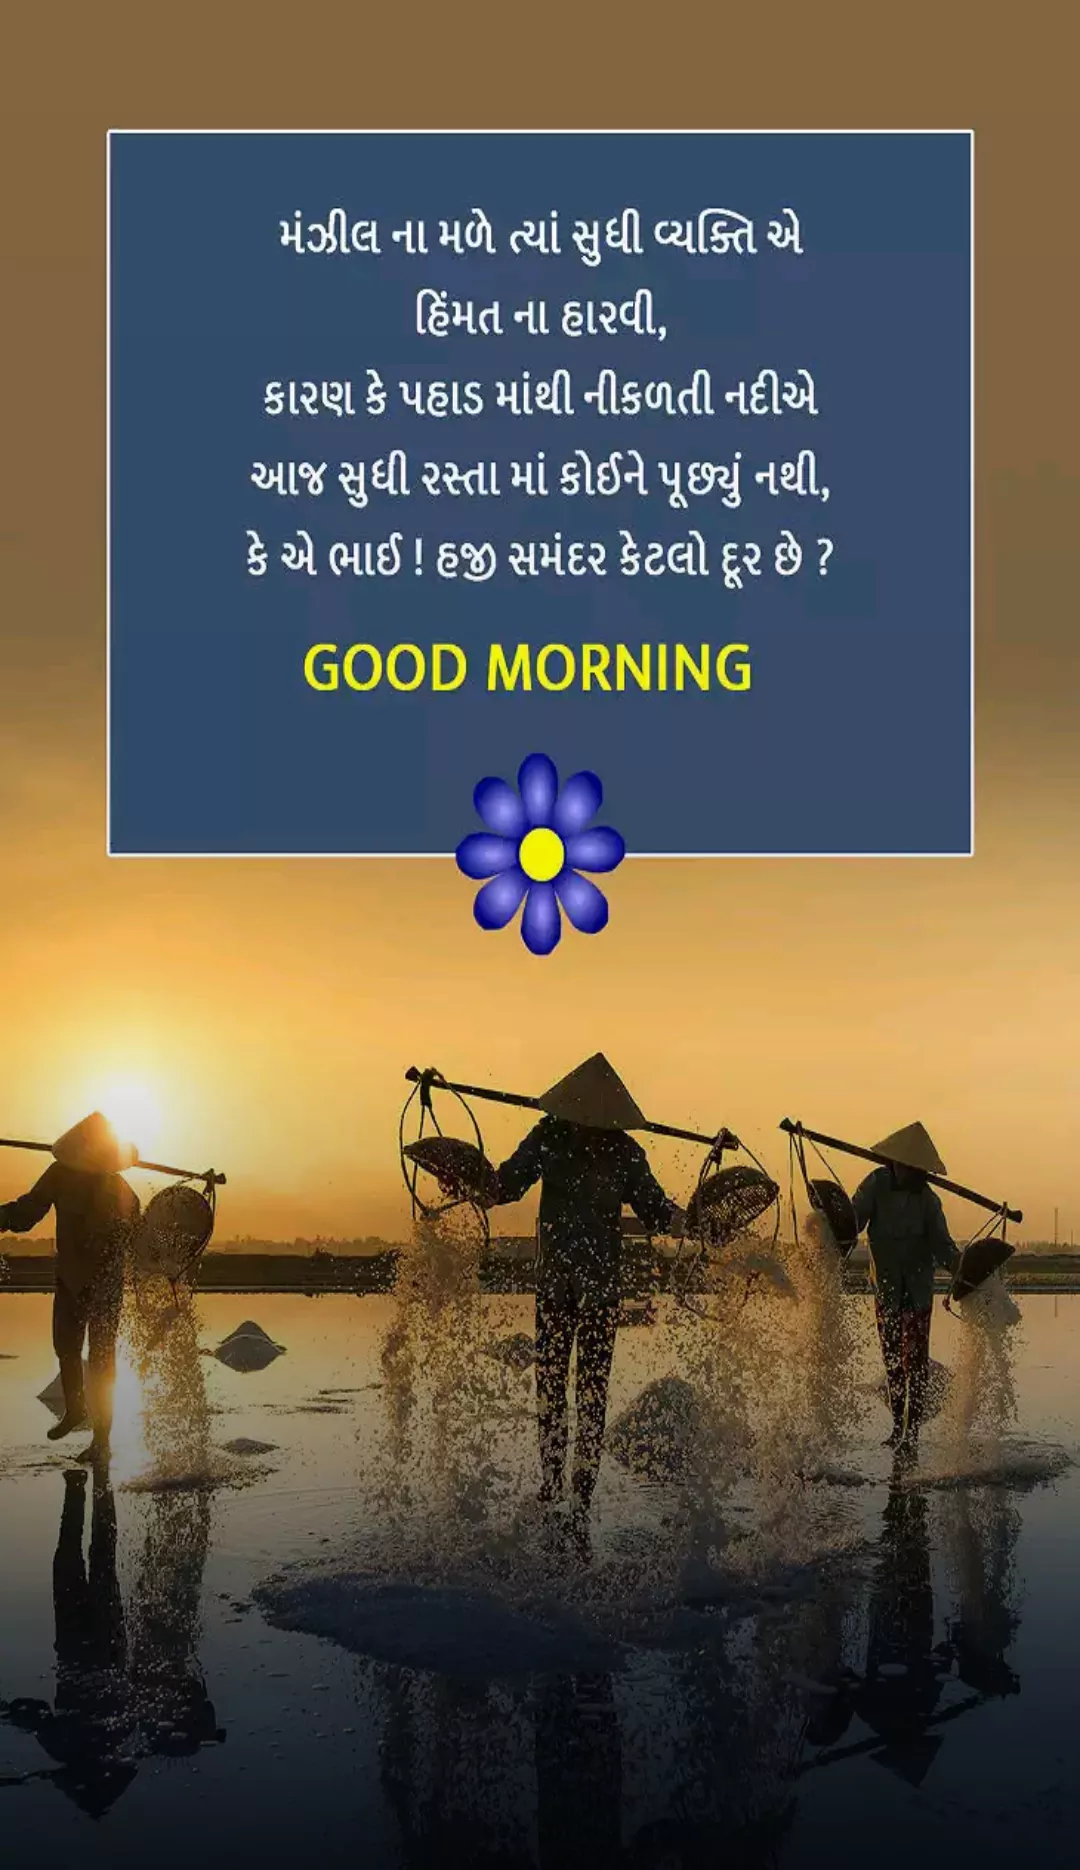 મંઝીલ ના મળે ત્યાં સુધી વ્યક્તિ એ
હિંમત ના હારવી,
કારણ કે પહાડ માંથી નીકળતી નદીએ
આજ સુધી રસ્તા માં કોઈને પૂછ્યું નથી,
કે એ ભાઈ ! હજી સમંદર કેટલો દૂર છે ?
GOOD MORNING